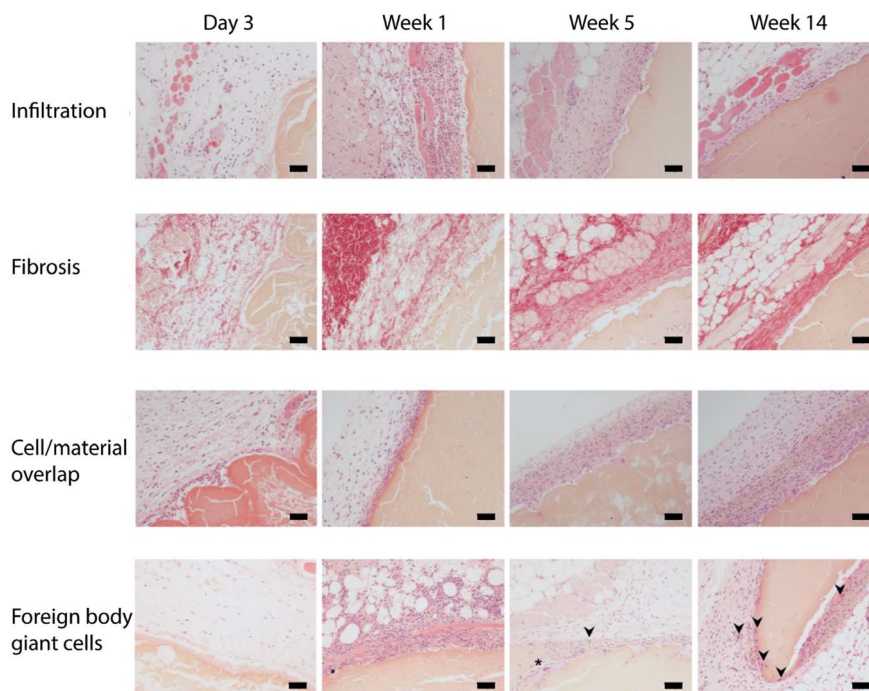 Day 3 Week 1 Week 5 Week 14
Infiltration
Fibrosis
Cell/material
overlap
Foreign body
giant cells
*